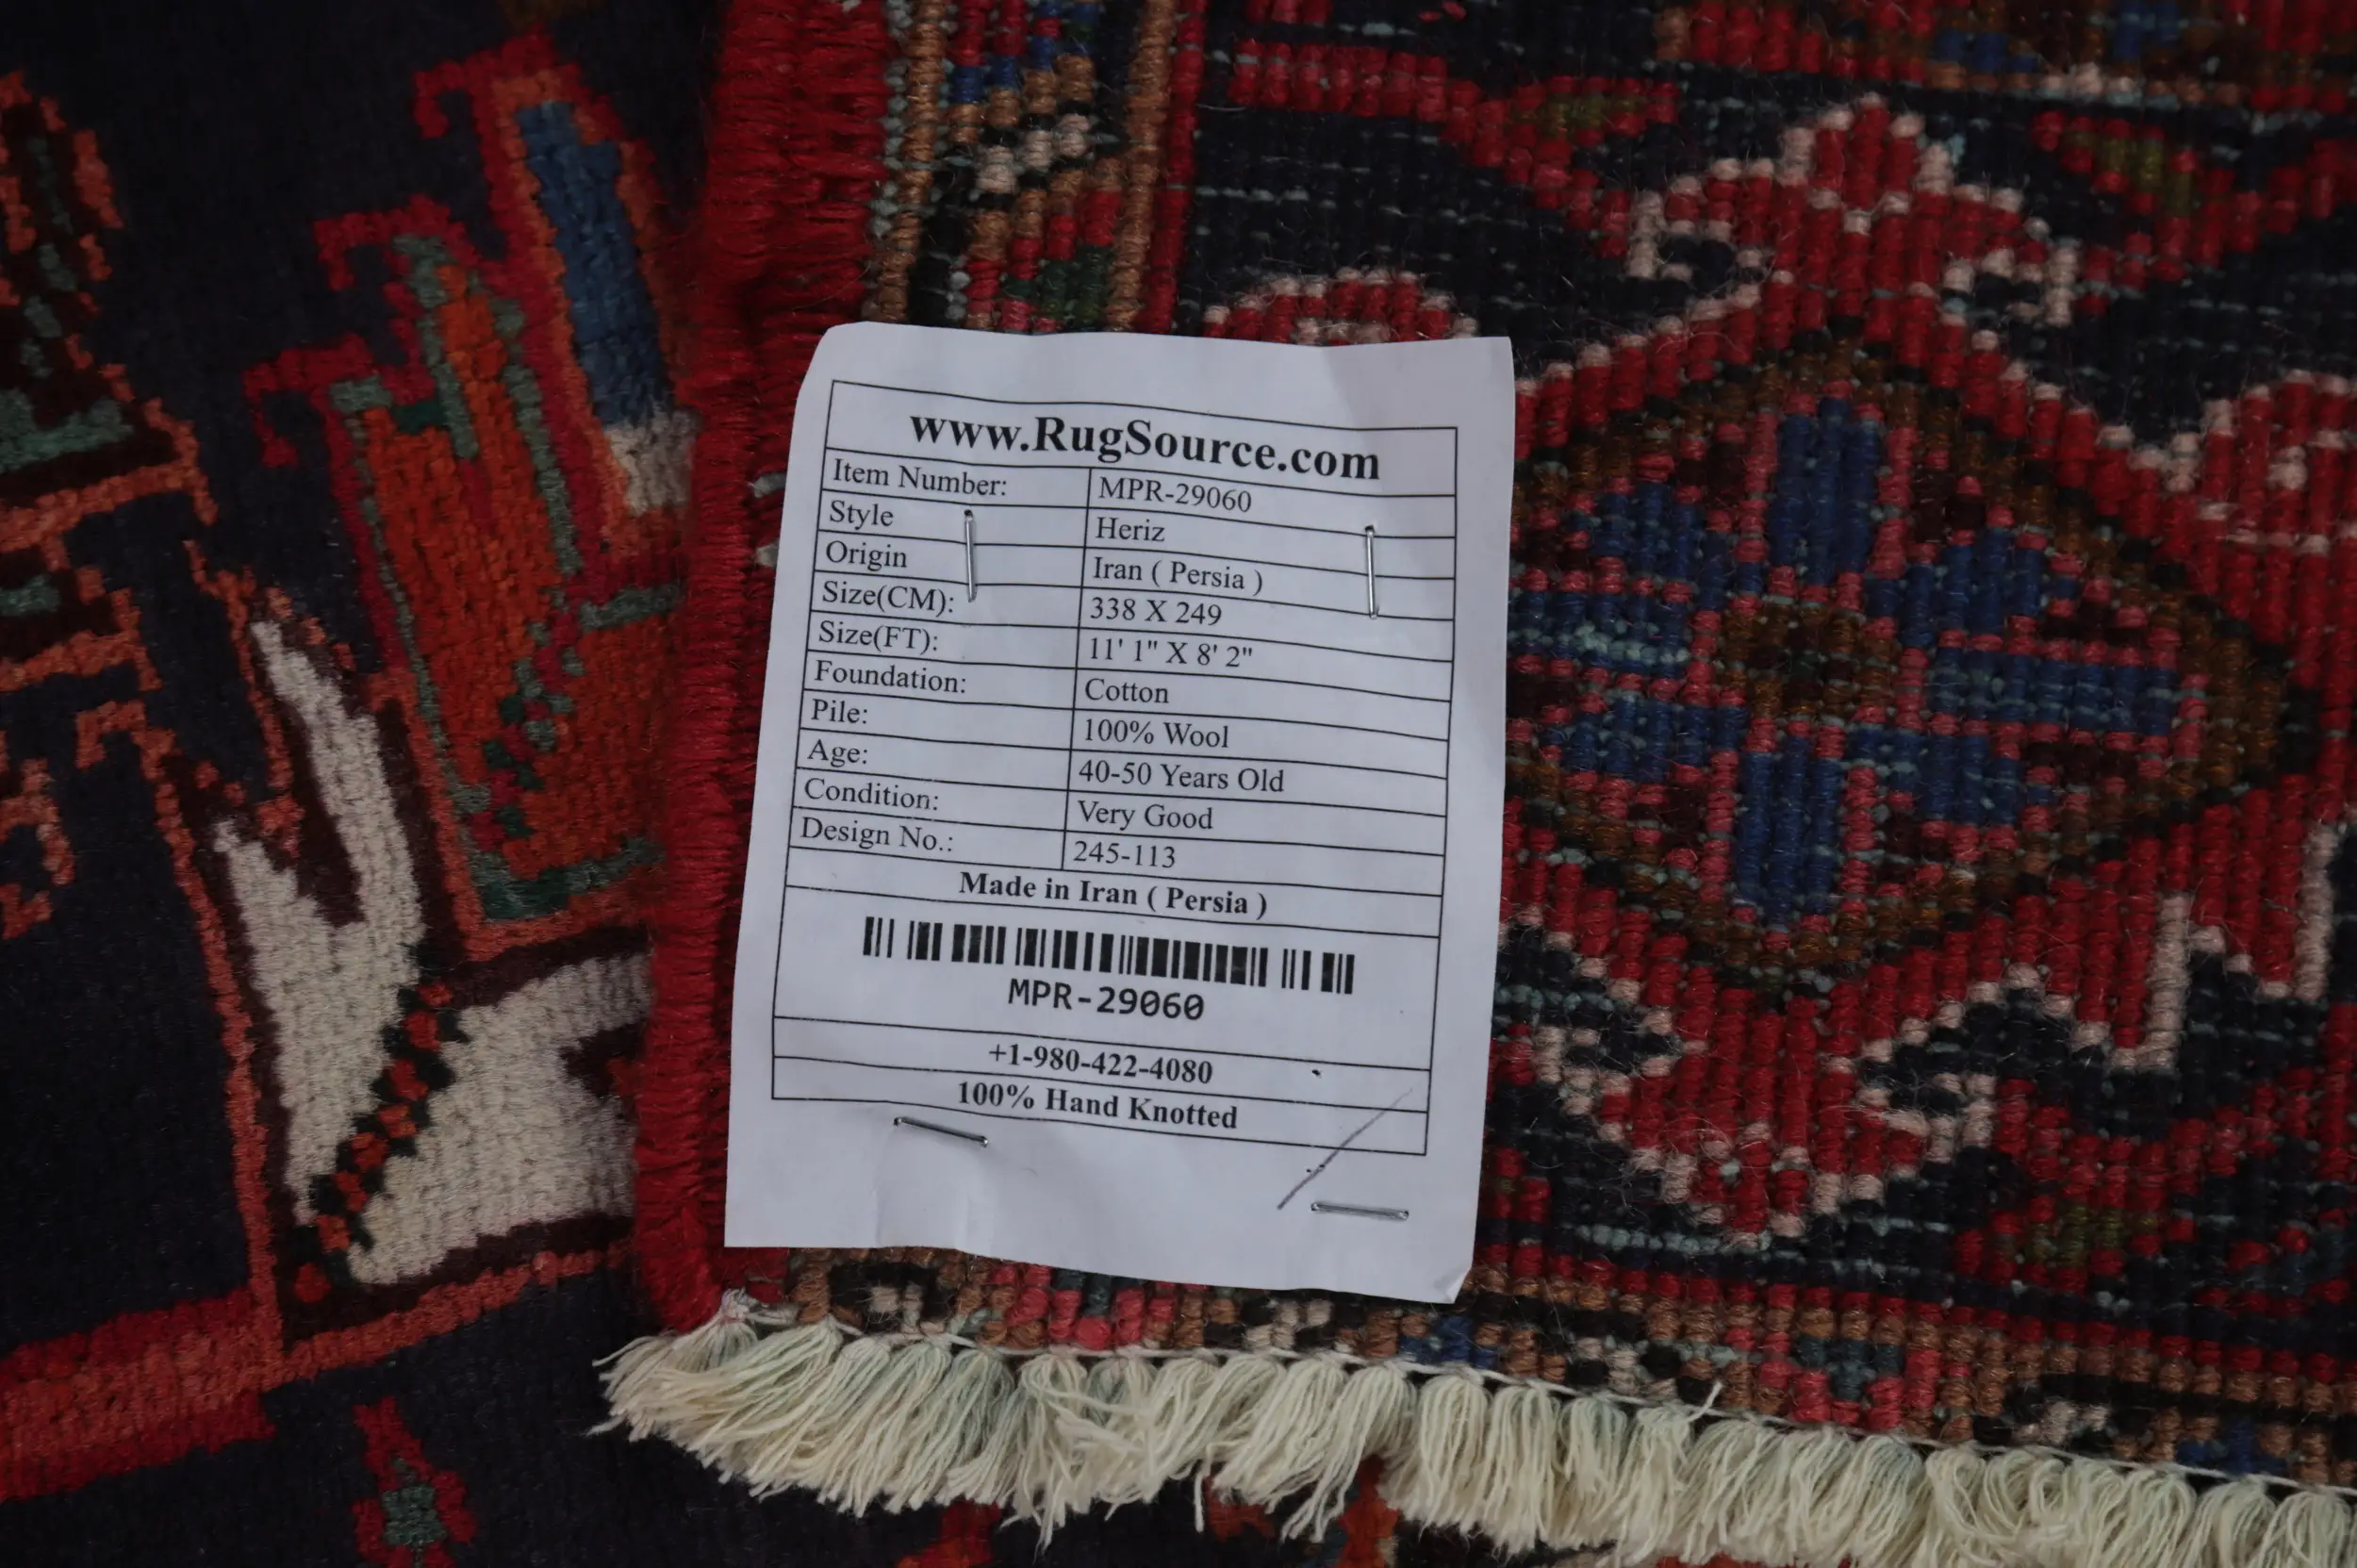 www.RugSource.com
Item Number: MPR-29060
Style Heriz
Origin Iran ( Persia )
Size(CM): 338 X 249
Size(FT): 11' 1" X 8' 2"
Foundation: Cotton
Pile: 100% Wool
Age: 40-50 Years Old
Condition: Very Good
Design No.: 245-113
Made in Iran ( Persia )
MPR-29060
+1-980-422-4080
100% Hand Knotted